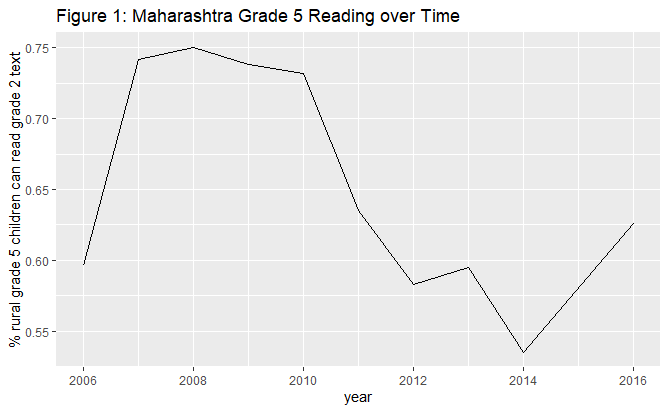 Figure 1: Maharashtra Grade 5 Reading over Time
% rural grade 5 children can read grade 2 text
0.75
0.70
0.65
0.60
0.55
2006 2008 2010 2012 2014 2016
year